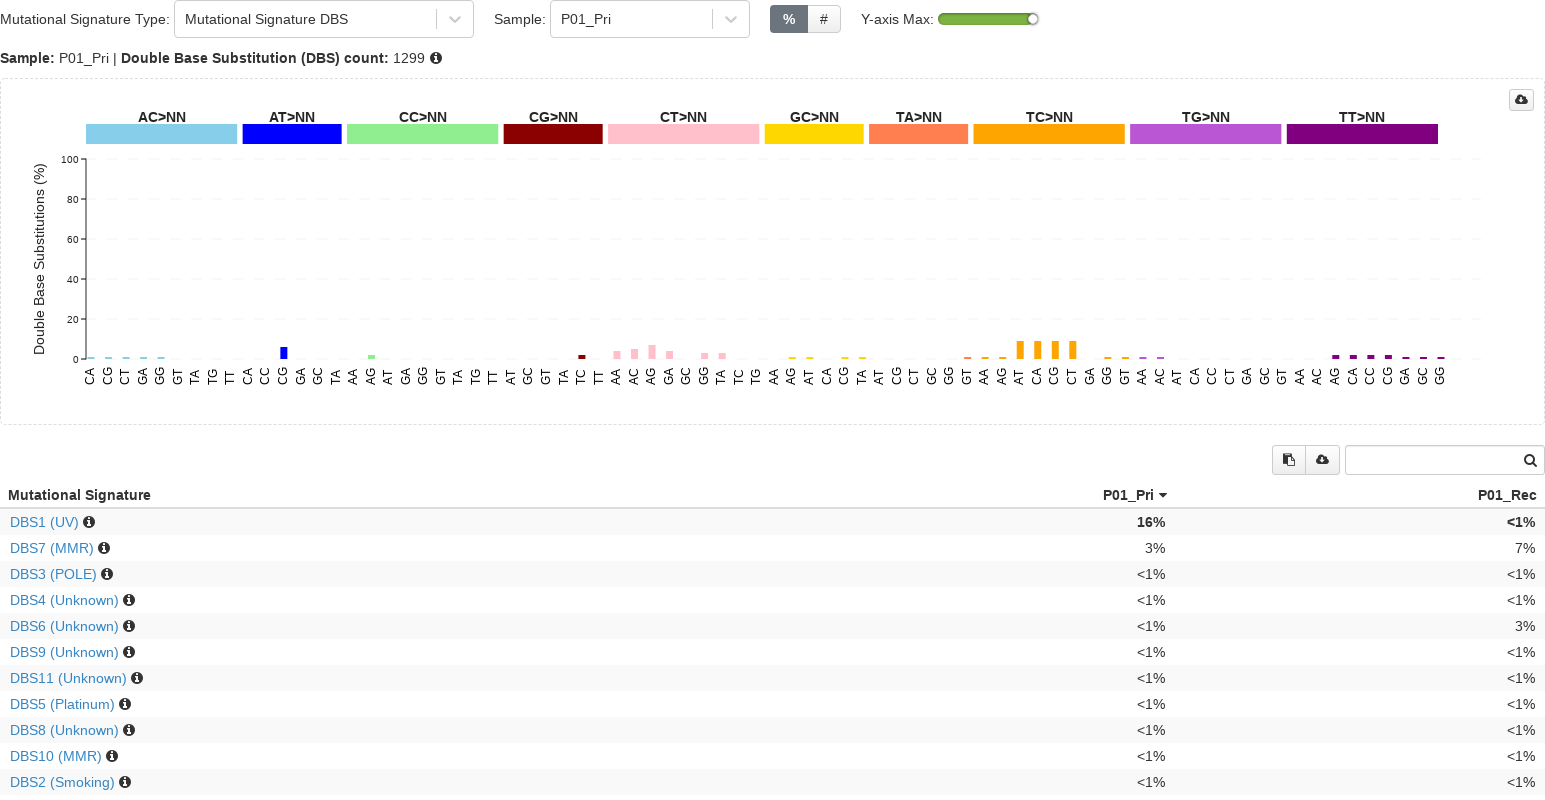 Mutational Signature Type: Mutational Signature DBS Sample: P01_Pri % # Y-axis Max:
Sample: P01_Pri | Double Base Substitution (DBS) count: 1299
AC>NN AT>NN CC>NN CG>NN CT>NN GC>NN TA>NN TC>NN TG>NN TT>NN
Double Base Substitutions (%)
100
80
60
40
20
0
CA CG CT GA GG GT TA TG TT CA CC CG GA GC TA AA AG AT GA GG GT TA TG TT AT GC GT TA TC TT AA AC AG GA GC GG TA TC TG AA AG AT CA CG TA AT CG CT GC GG GT AA AG AT CA CG CT GA GG GT AA AC AT CA CC CT GA GC GT AA AC AG CA CC CG GA GC GG
Mutational Signature P01_Pri P01_Rec
DBS1 (UV) 16% <1%
DBS7 (MMR) 3% 7%
DBS3 (POLE) <1% <1%
DBS4 (Unknown) <1% <1%
DBS6 (Unknown) <1% 3%
DBS9 (Unknown) <1% <1%
DBS11 (Unknown) <1% <1%
DBS5 (Platinum) <1% <1%
DBS8 (Unknown) <1% <1%
DBS10 (MMR) <1% <1%
DBS2 (Smoking) <1% <1%